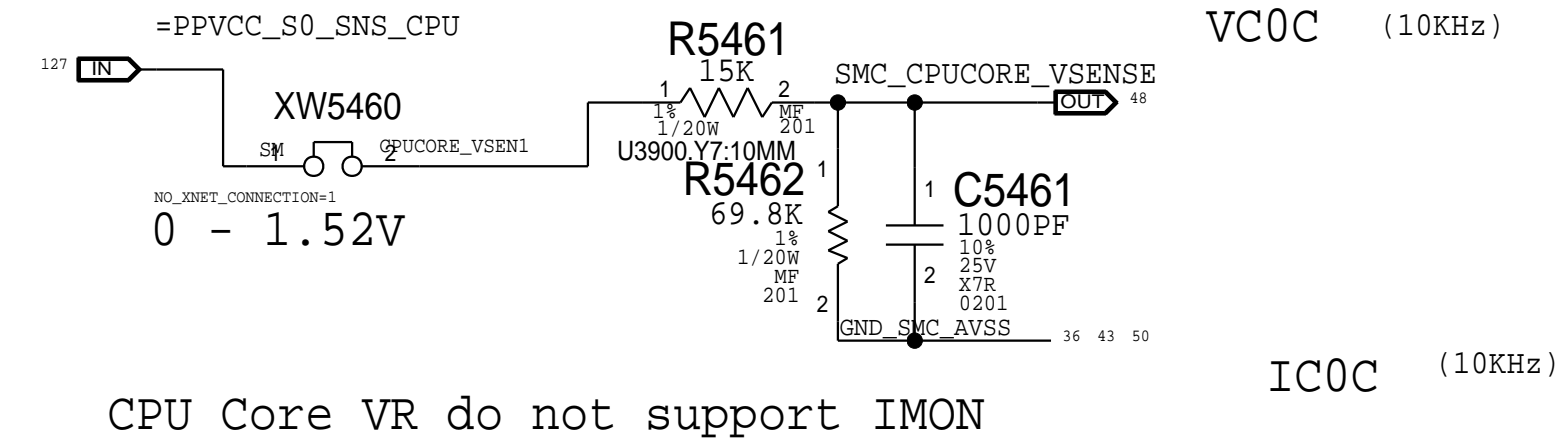 =PPVCC_S0_SNS_CPU
VC0C (10KHz)
R5461
15K
127 IN
SMC_CPUCORE_VSENSE
1 2
OUT 48
XW5460
1% MF
1/20W 201
SM
1 2
CPUCORE_VSEN1
U3900.Y7:10MM
R5462
1
69.8K
1%
1/20W
MF
201
2
1
C5461
1000PF
10%
25V
X7R
0201
2
NO_XNET_CONNECTION=1
0 - 1.52V
GND_SMC_AVSS
36 43 50
IC0C (10KHz)
CPU Core VR do not support IMON